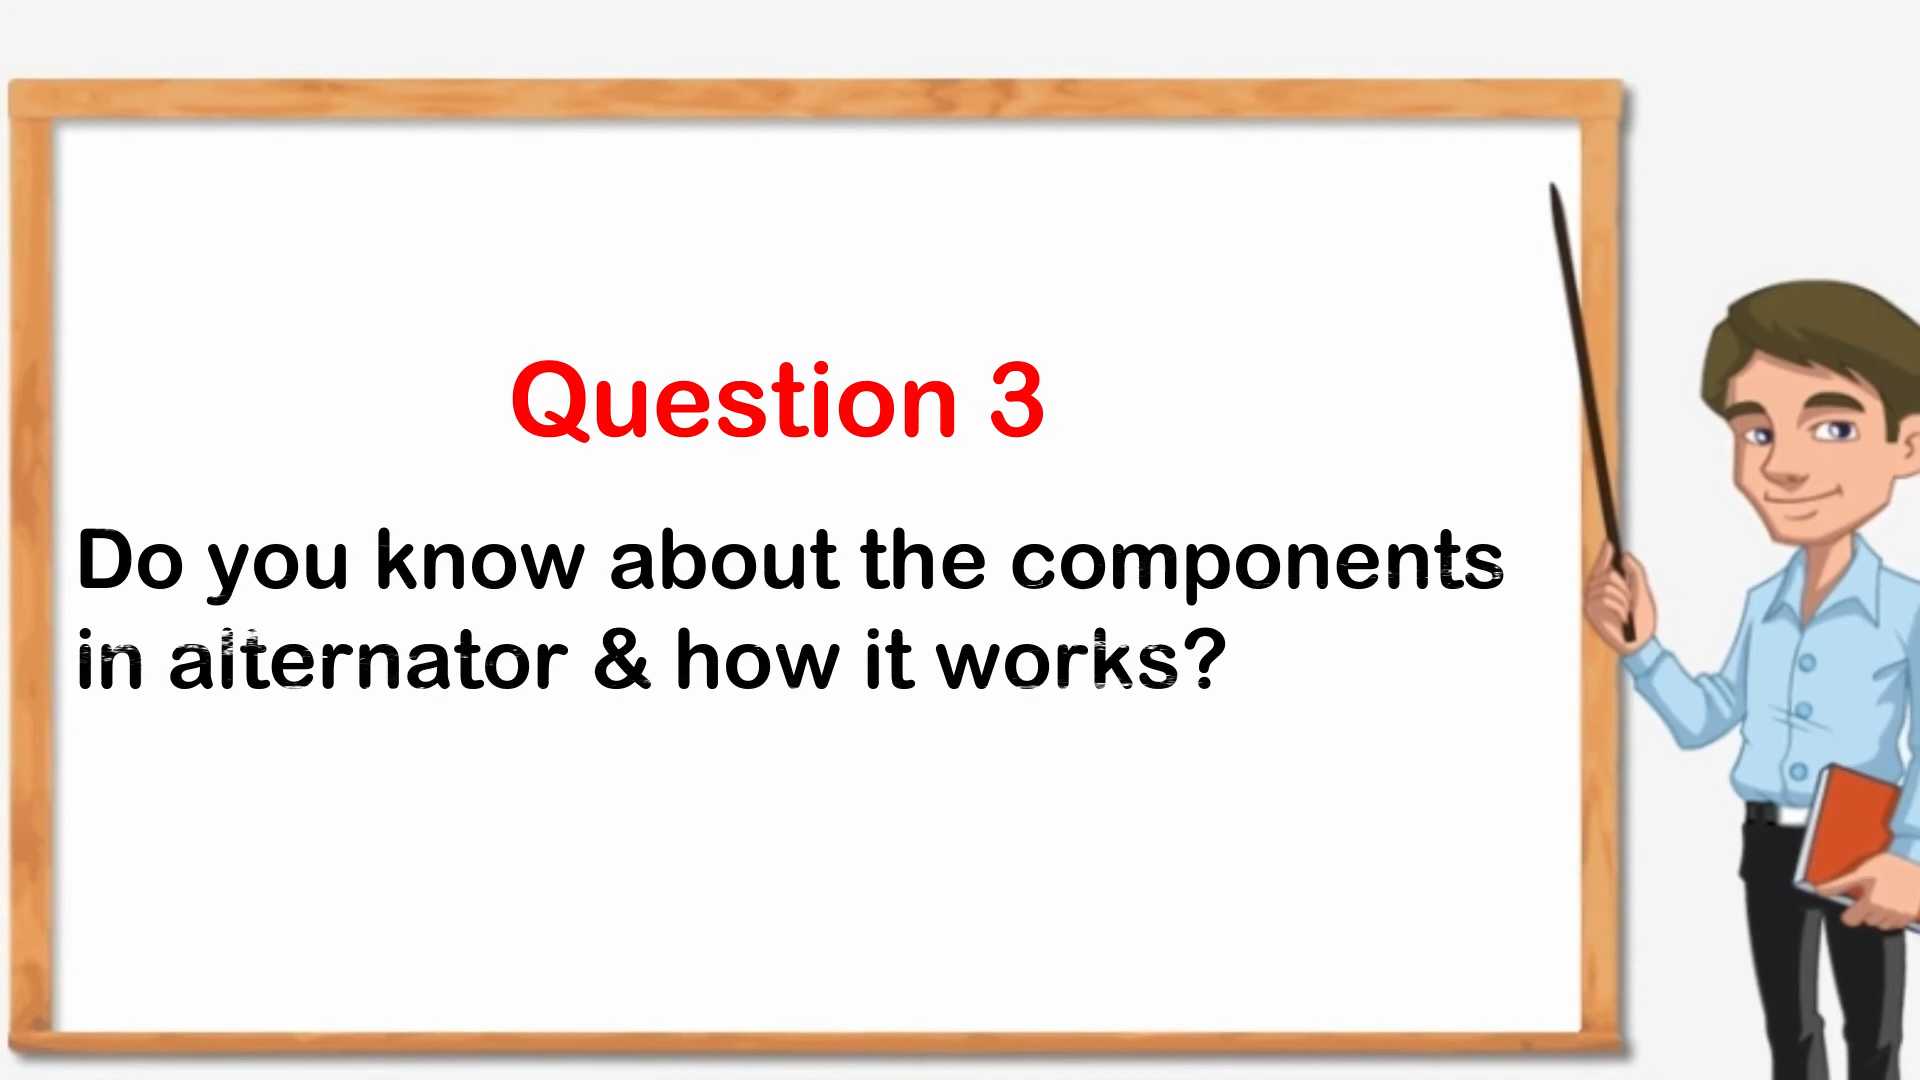 Question 3
Do you know about the components
in alternator & how it works?